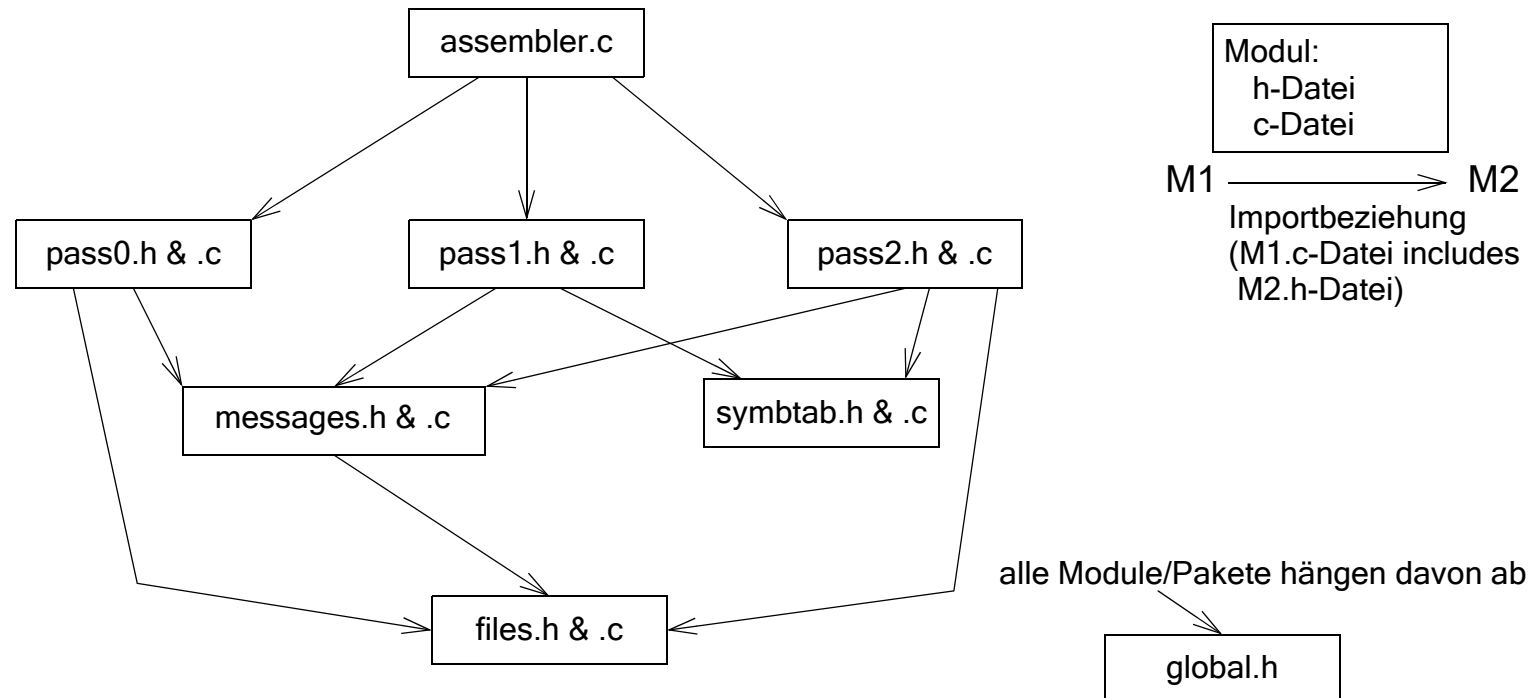 assembler.c
Modul:
h-Datei
c-Datei
M1
M2
Importbeziehung
(M1.c-Datei includes
M2.h-Datei)
pass0.h & .c
pass1.h & .c
pass2.h & .c
messages.h & .c
symbtab.h & .c
files.h & .c
alle Module/Pakete hängen davon ab
global.h